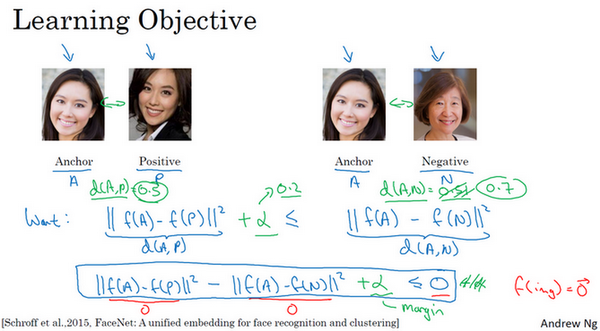 Learning Objective
Anchor Positive Anchor Negative
A P A N
d(A,P) = 0.5 0.2 d(A,N) = 0.51 0.7
Want: ||f(A) - f(P)||² + α ≤ ||f(A) - f(N)||²
d(A,P) d(A,N)
||f(A) - f(P)||² - ||f(A) - f(N)||² + α ≤ 0 f(img) = 0⃗
0 0 margin
[Schroff et al.,2015, FaceNet: A unified embedding for face recognition and clustering] Andrew Ng